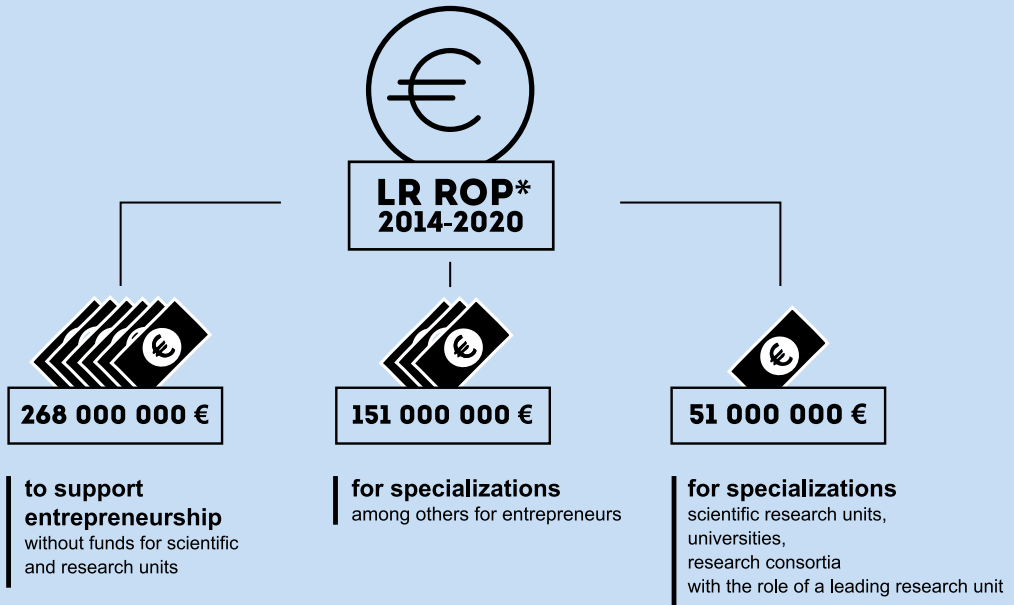 €
LR ROP*
2014-2020
€
268 000 000 €
to support
entrepreneurship
without funds for scientific
and research units
€
151 000 000 €
for specializations
among others for entrepreneurs
€
51 000 000 €
for specializations
scientific research units,
universities,
research consortia
with the role of a leading research unit